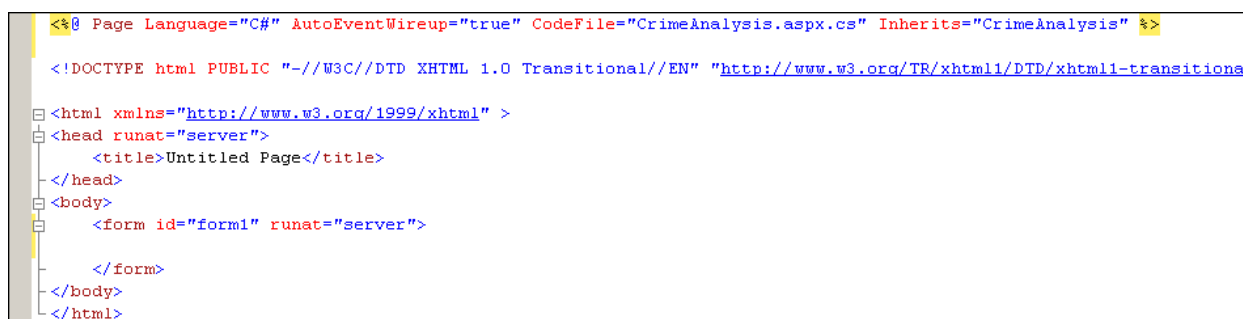 <%@ Page Language="C#" AutoEventWireup="true" CodeFile="CrimeAnalysis.aspx.cs" Inherits="CrimeAnalysis" %>
<!DOCTYPE html PUBLIC "-//W3C//DTD XHTML 1.0 Transitional//EN" "http://www.w3.org/TR/xhtml1/DTD/xhtml1-transitiona
<html xmlns="http://www.w3.org/1999/xhtml" >
<head runat="server">
<title>Untitled Page</title>
</head>
<body>
<form id="form1" runat="server">
</form>
</body>
</html>